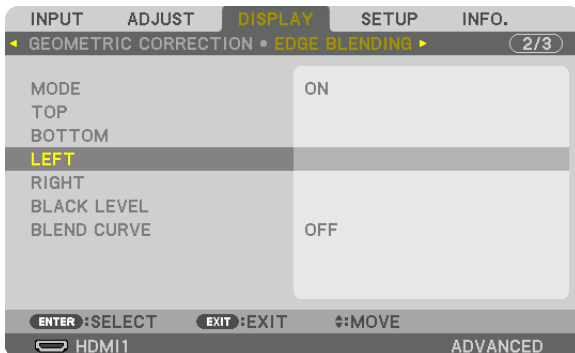 INPUT ADJUST DISPLAY SETUP INFO.
GEOMETRIC CORRECTION • EDGE BLENDING 2/3
MODE ON
TOP
BOTTOM
LEFT
RIGHT
BLACK LEVEL
BLEND CURVE OFF
ENTER:SELECT EXIT:EXIT :MOVE
HDMI1 ADVANCED